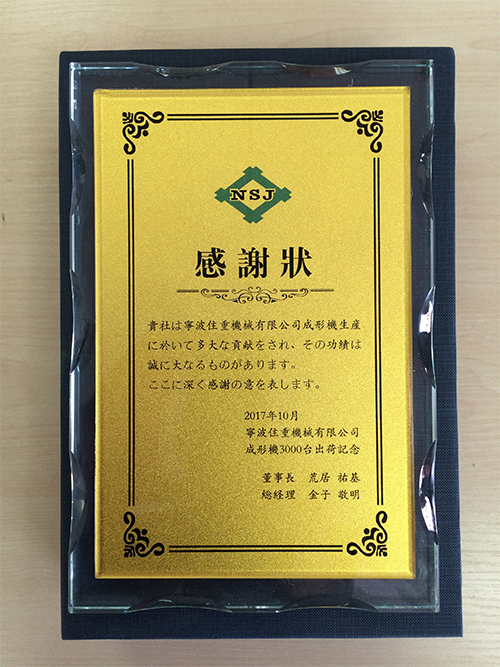 NSJ
感謝狀
貴社は寧波住重機械有限公司成形機生産
に於いて多大な貢献をされ、その功績は
誠に大なるものがあります。
ここに深く感謝の意を表します。
2017年10月
寧波住重機械有限公司
成形機3000台出荷記念
董事長 荒居 祐基
総経理 金子 敬明